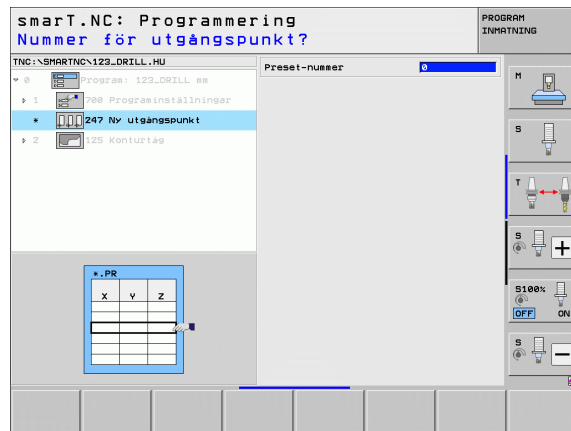 smarT.NC: Programmering
Nummer för utgångspunkt?
PROGRAM
INMATNING
TNC:\SMARTNC\123_DRILL.HU
0 Program: 123_DRILL mm
1 700 Programinställningar
* 247 Ny utgångspunkt
2 125 Konturtåg
Preset-nummer 0
*.PR
X Y Z
M
S
T
S
+
S100%
OFF ON
S
-